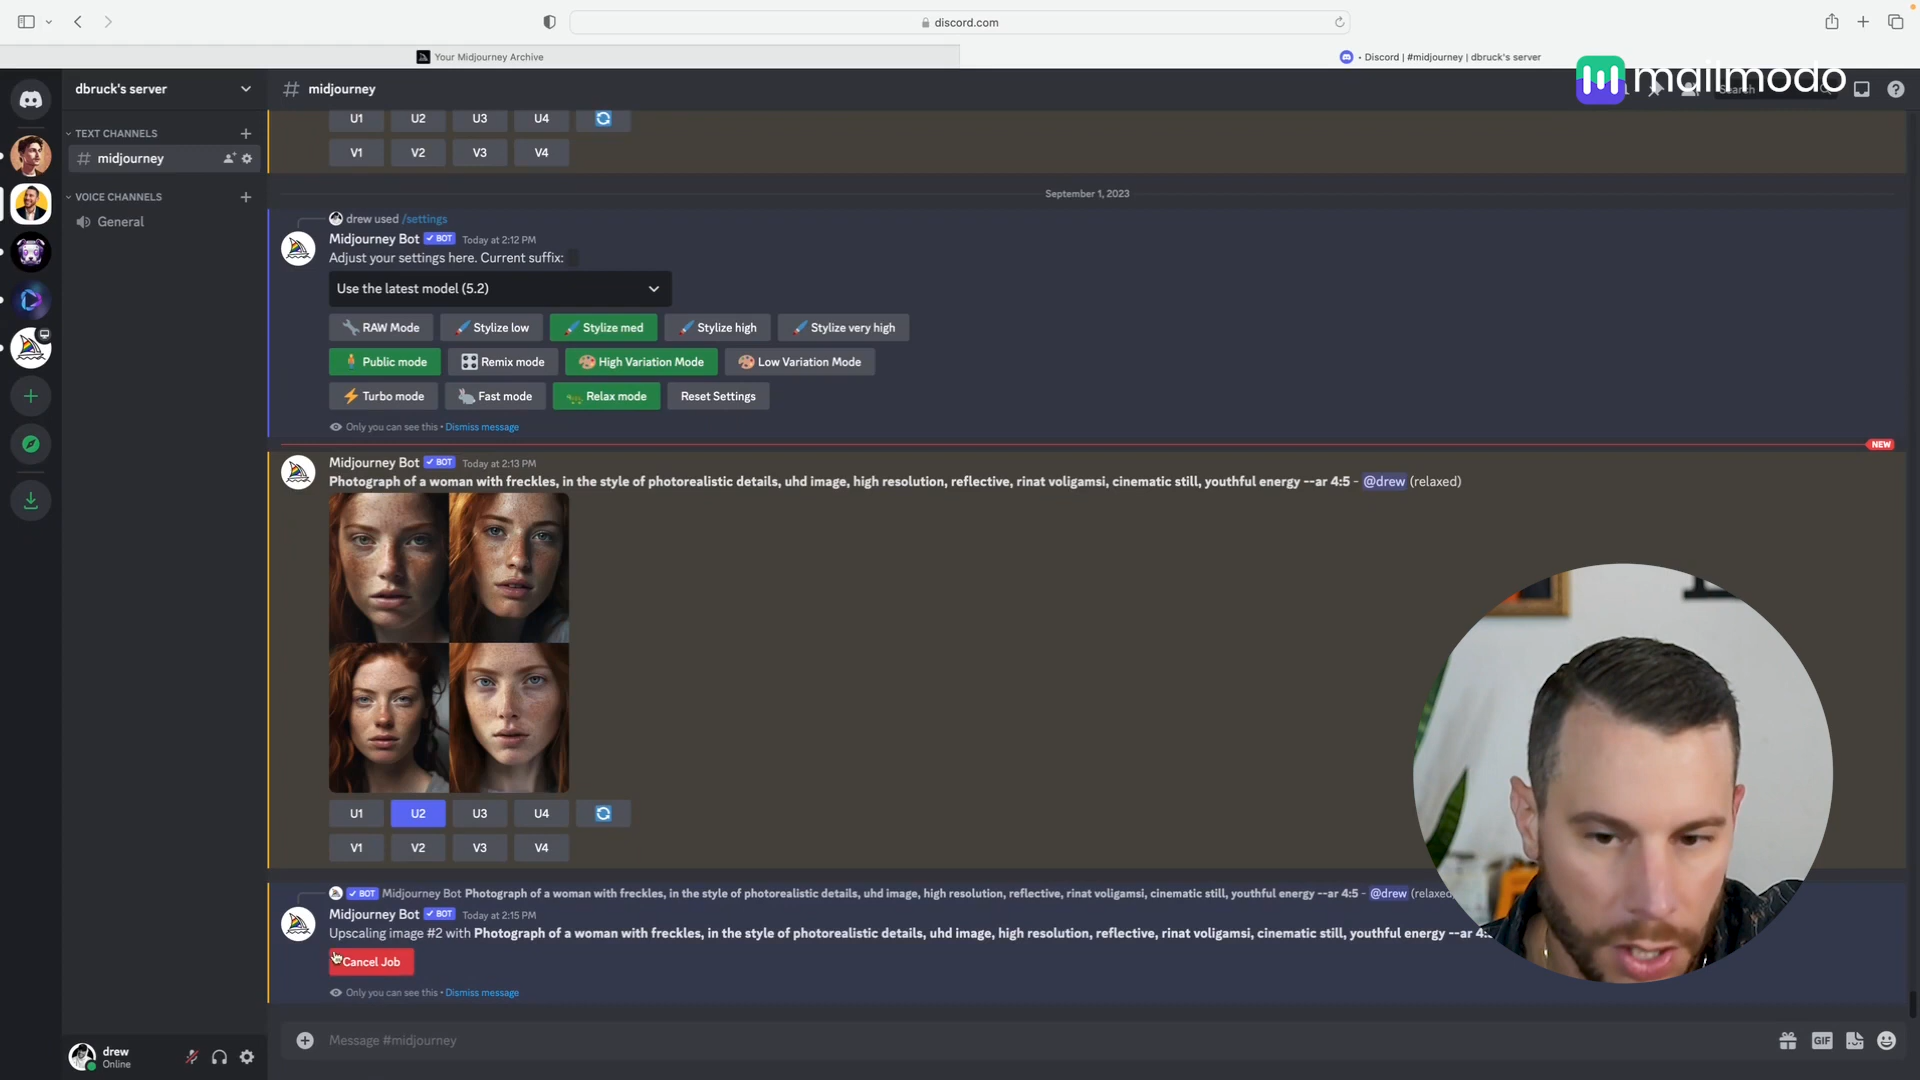 discord.com
Your Midjourney Archive
• Discord | #midjourney | dbruck's server
mailmodo
dbruck's server
midjourney
Search
TEXT CHANNELS
midjourney
VOICE CHANNELS
General
U1 U2 U3 U4
V1 V2 V3 V4
September 1, 2023
drew used /settings
Midjourney Bot ✓ BOT Today at 2:12 PM
Adjust your settings here. Current suffix:
Use the latest model (5.2)
RAW Mode Stylize low Stylize med Stylize high Stylize very high
Public mode Remix mode High Variation Mode Low Variation Mode
Turbo mode Fast mode Relax mode Reset Settings
Only you can see this • Dismiss message
NEW
Midjourney Bot ✓ BOT Today at 2:13 PM
Photograph of a woman with freckles, in the style of photorealistic details, uhd image, high resolution, reflective, rinat voligamsi, cinematic still, youthful energy --ar 4:5 - @drew (relaxed)
U1 U2 U3 U4
V1 V2 V3 V4
✓ BOT Midjourney Bot Photograph of a woman with freckles, in the style of photorealistic details, uhd image, high resolution, reflective, rinat voligamsi, cinematic still, youthful energy --ar 4:5 - @drew (relaxed
Midjourney Bot ✓ BOT Today at 2:15 PM
Upscaling image #2 with Photograph of a woman with freckles, in the style of photorealistic details, uhd image, high resolution, reflective, rinat voligamsi, cinematic still, youthful energy --ar
Cancel Job
Only you can see this • Dismiss message
Message #midjourney
GIF
drew
Online